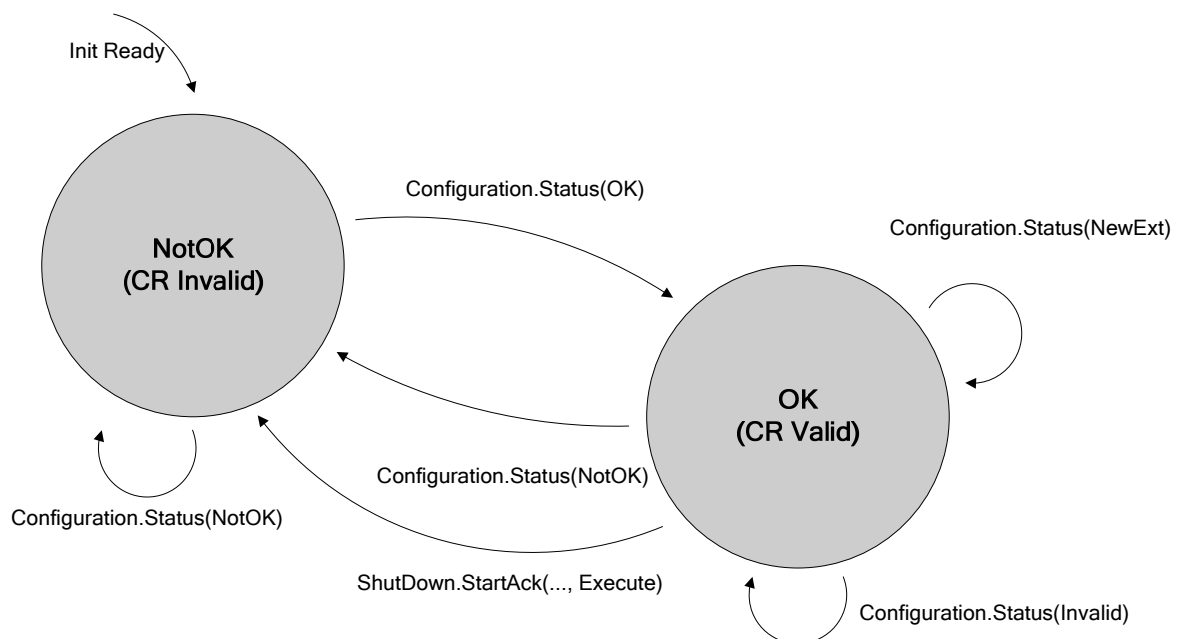 Init Ready
Configuration.Status(OK)
Configuration.Status(NewExt)
NotOK
(CR Invalid)
OK
(CR Valid)
Configuration.Status(NotOK)
Configuration.Status(NotOK)
ShutDown.StartAck(..., Execute)
Configuration.Status(Invalid)